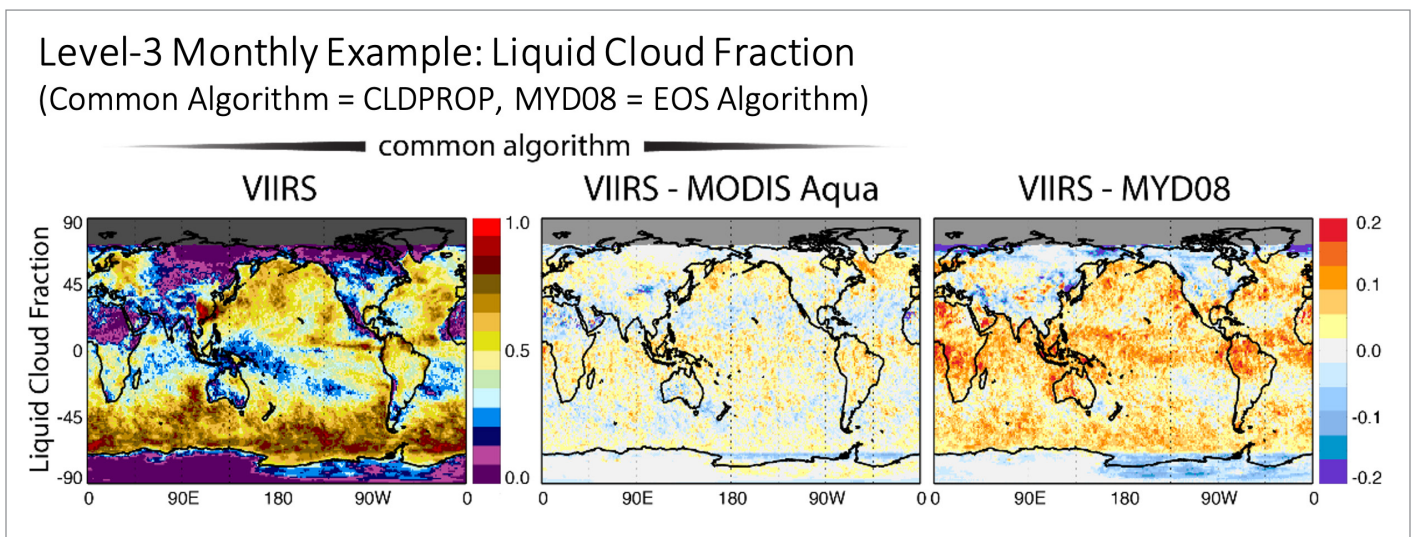 Level-3 Monthly Example: Liquid Cloud Fraction
(Common Algorithm = CLDPROP, MYD08 = EOS Algorithm)
common algorithm
VIIRS
VIIRS - MODIS Aqua
VIIRS - MYD08
Liquid Cloud Fraction
90
45
0
-45
-90
0 90E 180 90W 0
1.0
0.5
0.0
0 90E 180 90W 0
0 90E 180 90W 0
0.2
0.1
0.0
-0.1
-0.2